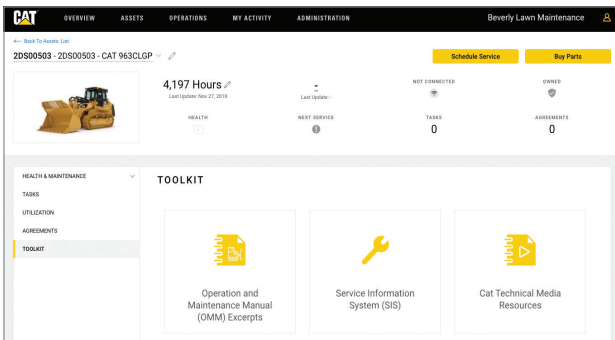 CAT OVERVIEW ASSETS OPERATIONS MY ACTIVITY ADMINISTRATION Beverly Lawn Maintenance
Back To Assets List
2DS00503 - 2DS00503 - CAT 963CLGP
Schedule Service Buy Parts
4,197 Hours
Last Update: Nov 27, 2018
-
Last Update: -
NOT CONNECTED
OWNED
HEALTH
NEXT SERVICE
TASKS
0
AGREEMENTS
0
HEALTH & MAINTENANCE
TASKS
UTILIZATION
AGREEMENTS
TOOLKIT
TOOLKIT
Operation and
Maintenance Manual
(OMM) Excerpts
Service Information
System (SIS)
Cat Technical Media
Resources